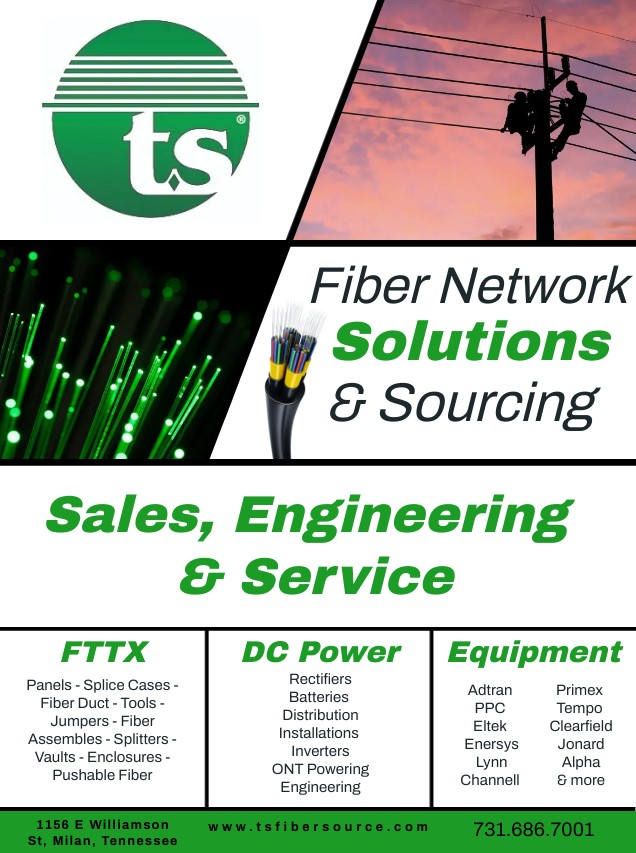 ts®
Fiber Network
Solutions
& Sourcing
Sales, Engineering
& Service
FTTX
Panels - Splice Cases -
Fiber Duct - Tools -
Jumpers - Fiber
Assembles - Splitters -
Vaults - Enclosures -
Pushable Fiber
DC Power
Rectifiers
Batteries
Distribution
Installations
Inverters
ONT Powering
Engineering
Equipment
Adtran
PPC
Eltek
Enersys
Lynn
Channell
Primex
Tempo
Clearfield
Jonard
Alpha
& more
1156 E Williamson
St, Milan, Tennessee
www.tsfibersource.com
731.686.7001